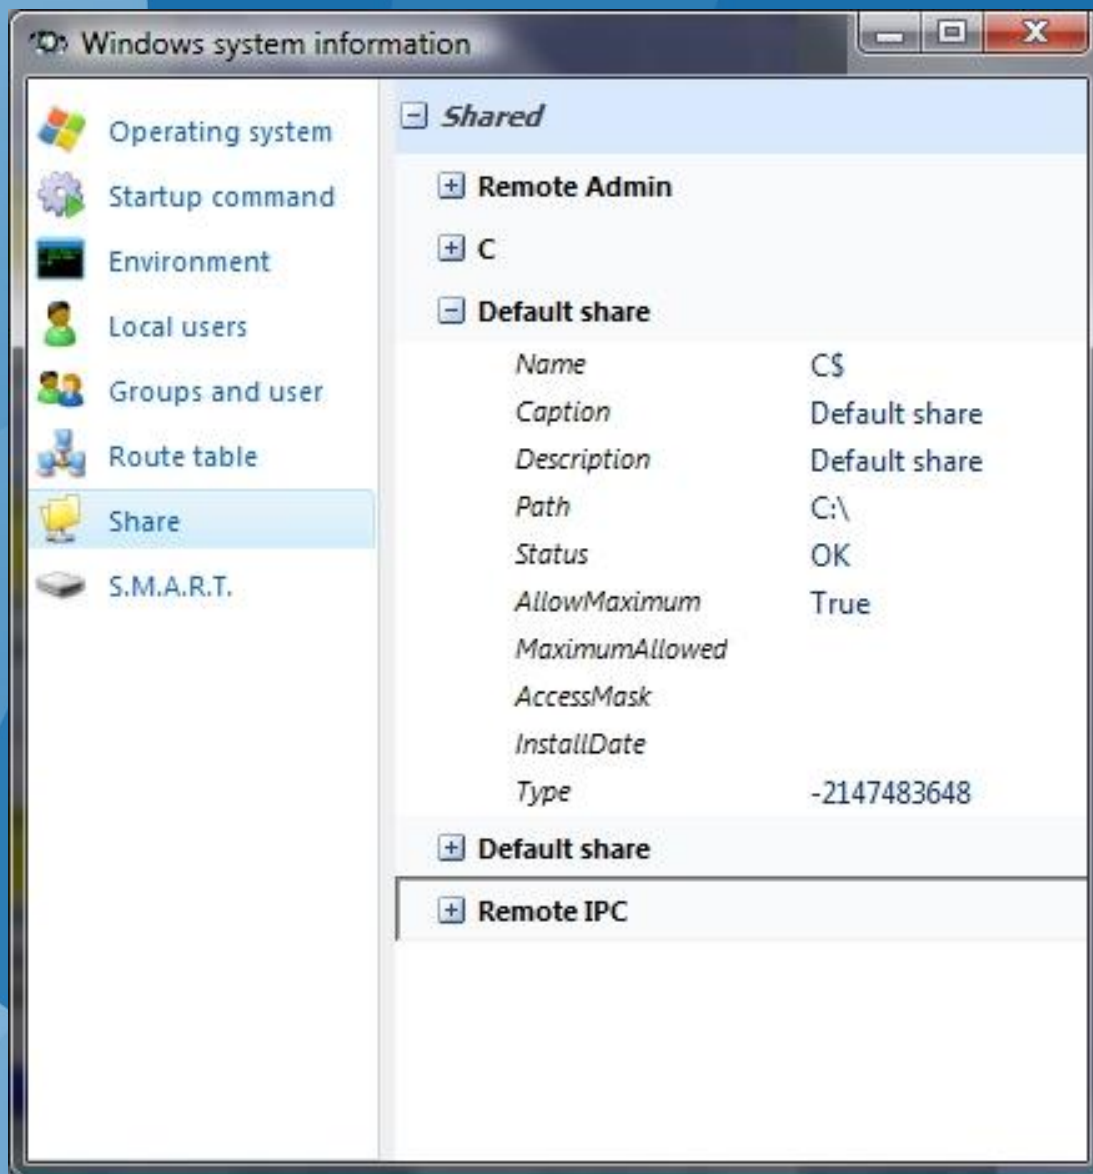 Windows system information
Operating system
Startup command
Environment
Local users
Groups and user
Route table
Share
S.M.A.R.T.
Shared
Remote Admin
C
Default share
Name C$
Caption Default share
Description Default share
Path C:\
Status OK
AllowMaximum True
MaximumAllowed
AccessMask
InstallDate
Type -2147483648
Default share
Remote IPC